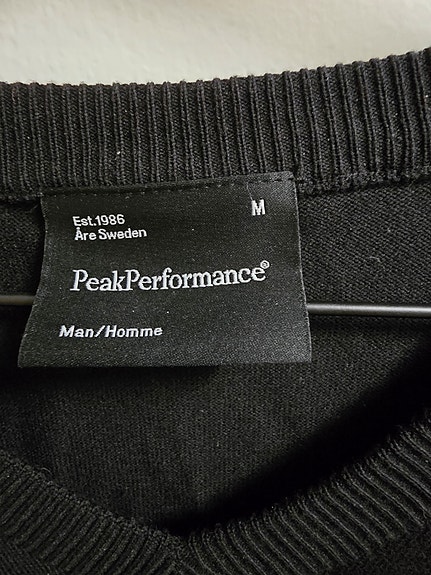 Est.1986
M
Åre Sweden
PeakPerformance®
Man/Homme